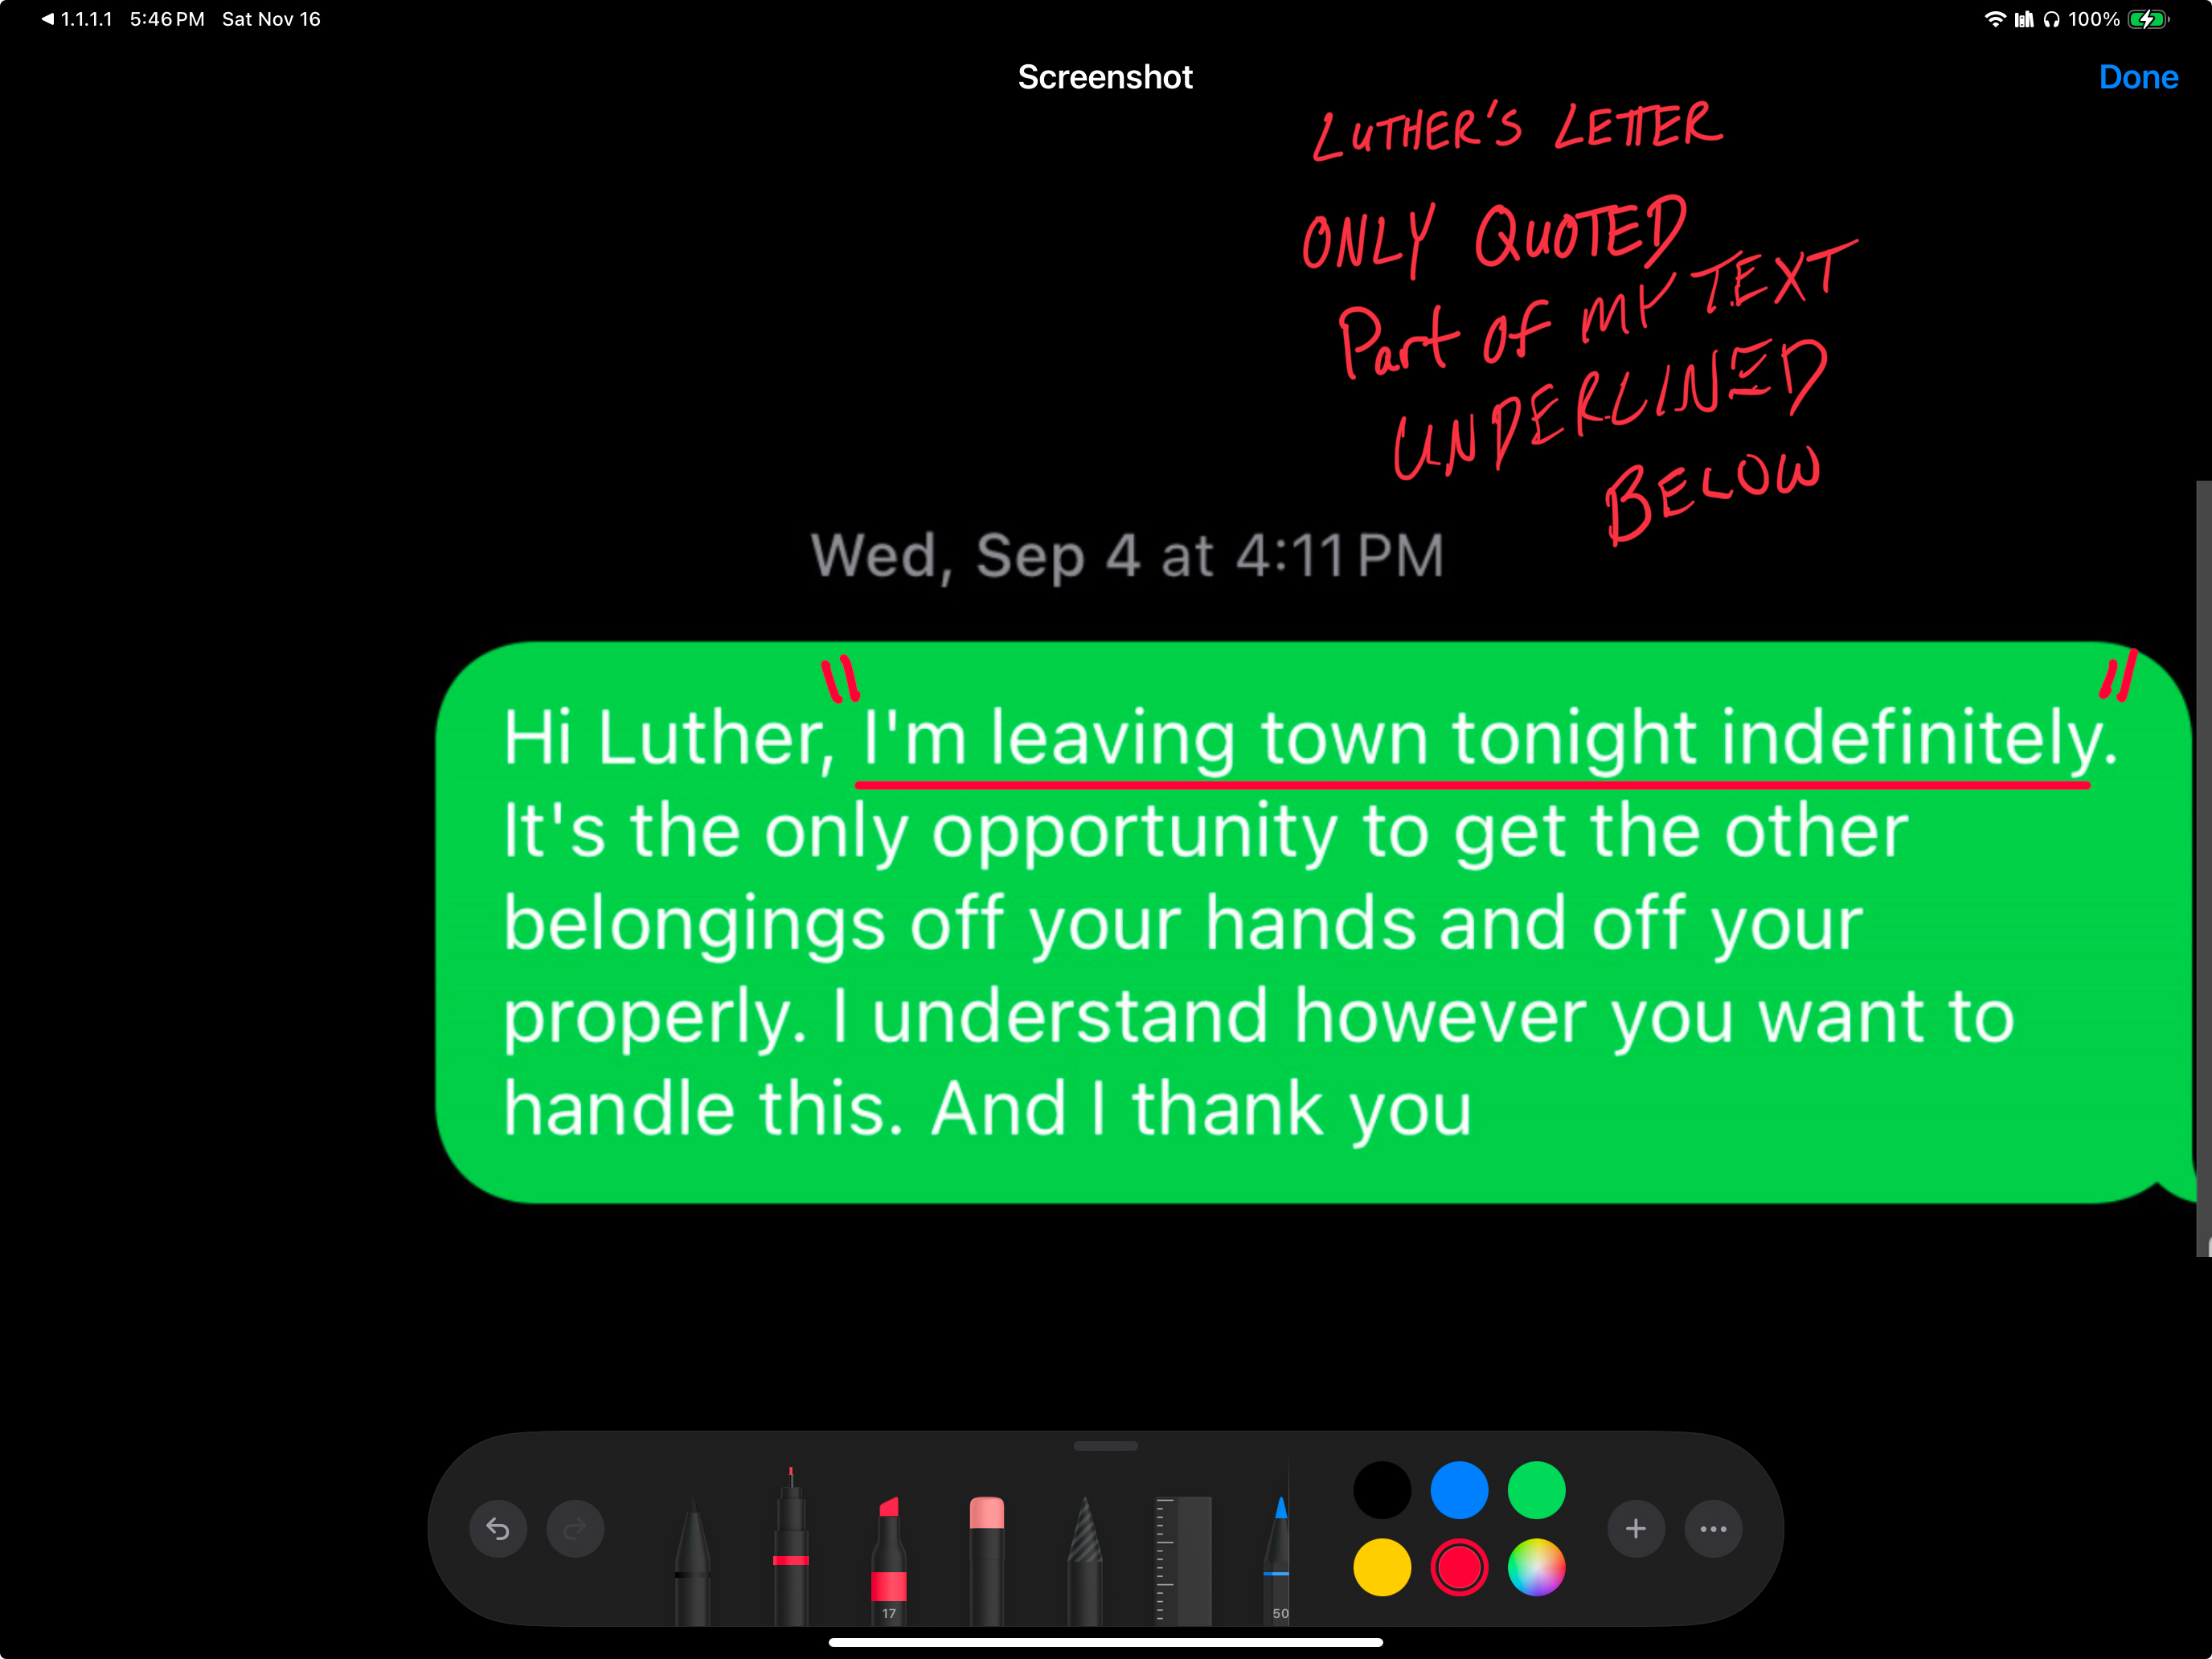 1.1.1.1 5:46 PM Sat Nov 16 100%
Screenshot
Done
LUTHER'S LETTER
ONLY QUOTED
Part of MY TEXT
UNDERLINED
BELOW
Wed, Sep 4 at 4:11 PM
Hi Luther, "I'm leaving town tonight indefinitely."
It's the only opportunity to get the other
belongings off your hands and off your
properly. I understand however you want to
handle this. And I thank you
17
50